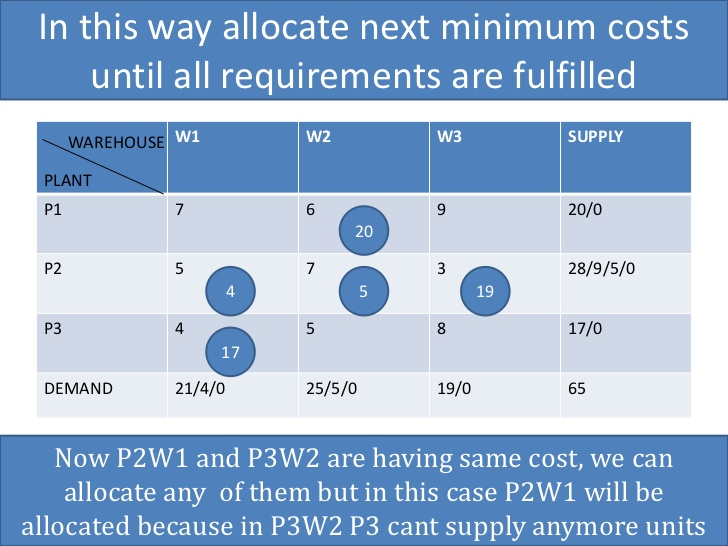 In this way allocate next minimum costs
until all requirements are fulfilled
WAREHOUSE W1 W2 W3 SUPPLY
PLANT
P1 7 6 9 20/0
20
P2 5 7 3 28/9/5/0
4 5 19
P3 4 5 8 17/0
17
DEMAND 21/4/0 25/5/0 19/0 65
Now P2W1 and P3W2 are having same cost, we can
allocate any of them but in this case P2W1 will be
allocated because in P3W2 P3 cant supply anymore units